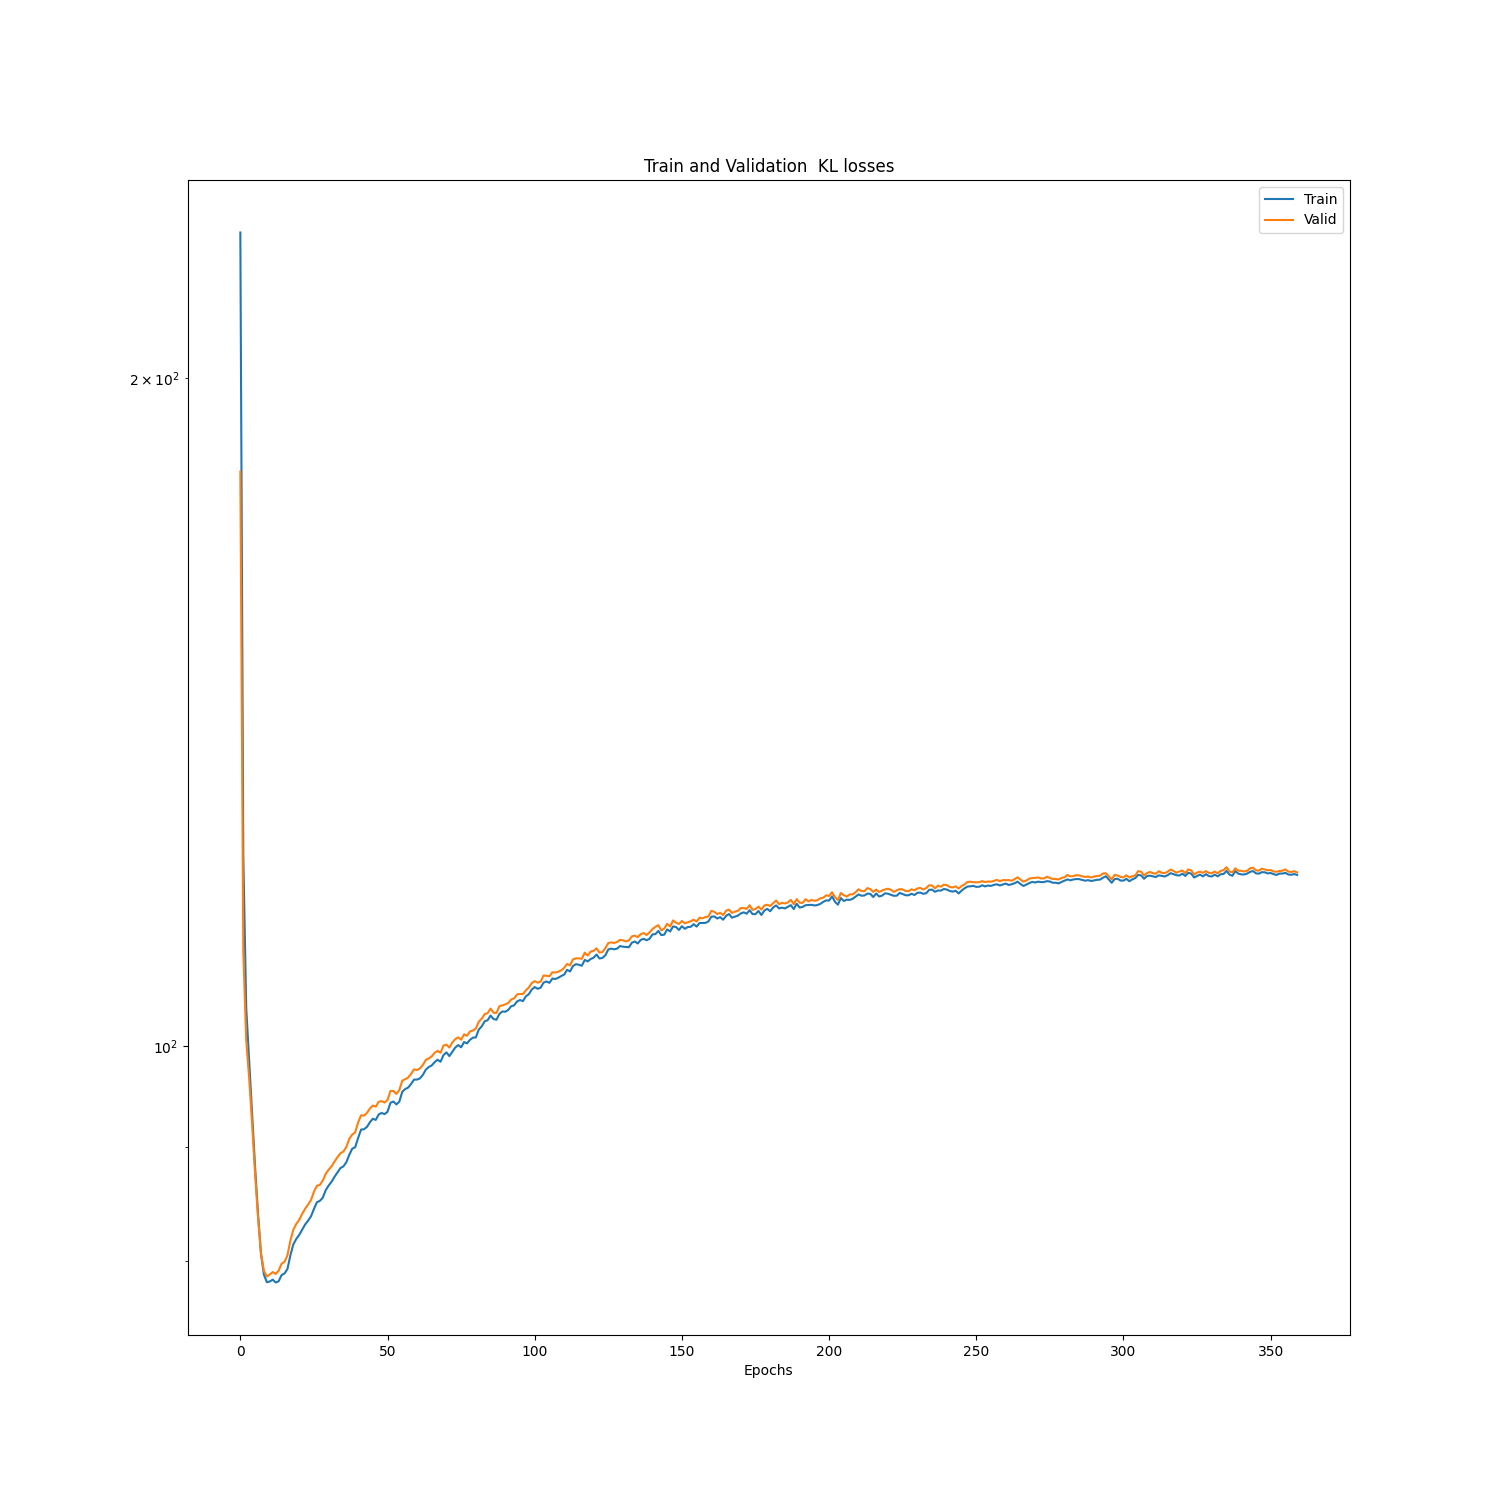 Train and Validation  KL losses
Train
Valid
2 × 10²
10²
0 50 100 150 200 250 300 350
Epochs